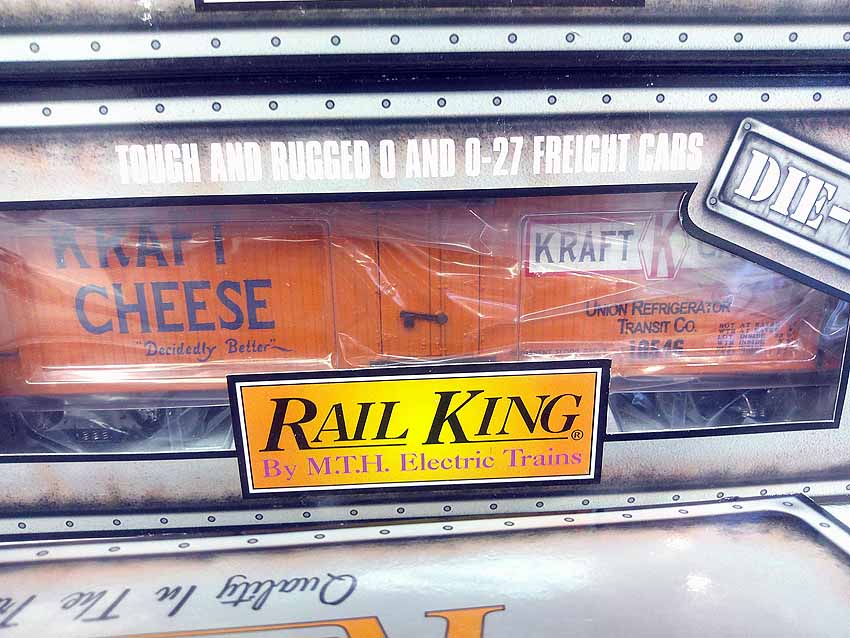 TOUGH AND RUGGED O AND O-27 FREIGHT CARS
DIE-
KRAFT
CHEESE
"Decidedly Better"
KRAFT K
UNION REFRIGERATOR
TRANSIT CO.
10546
RAIL KING®
By M.T.H. Electric Trains
Quality In The